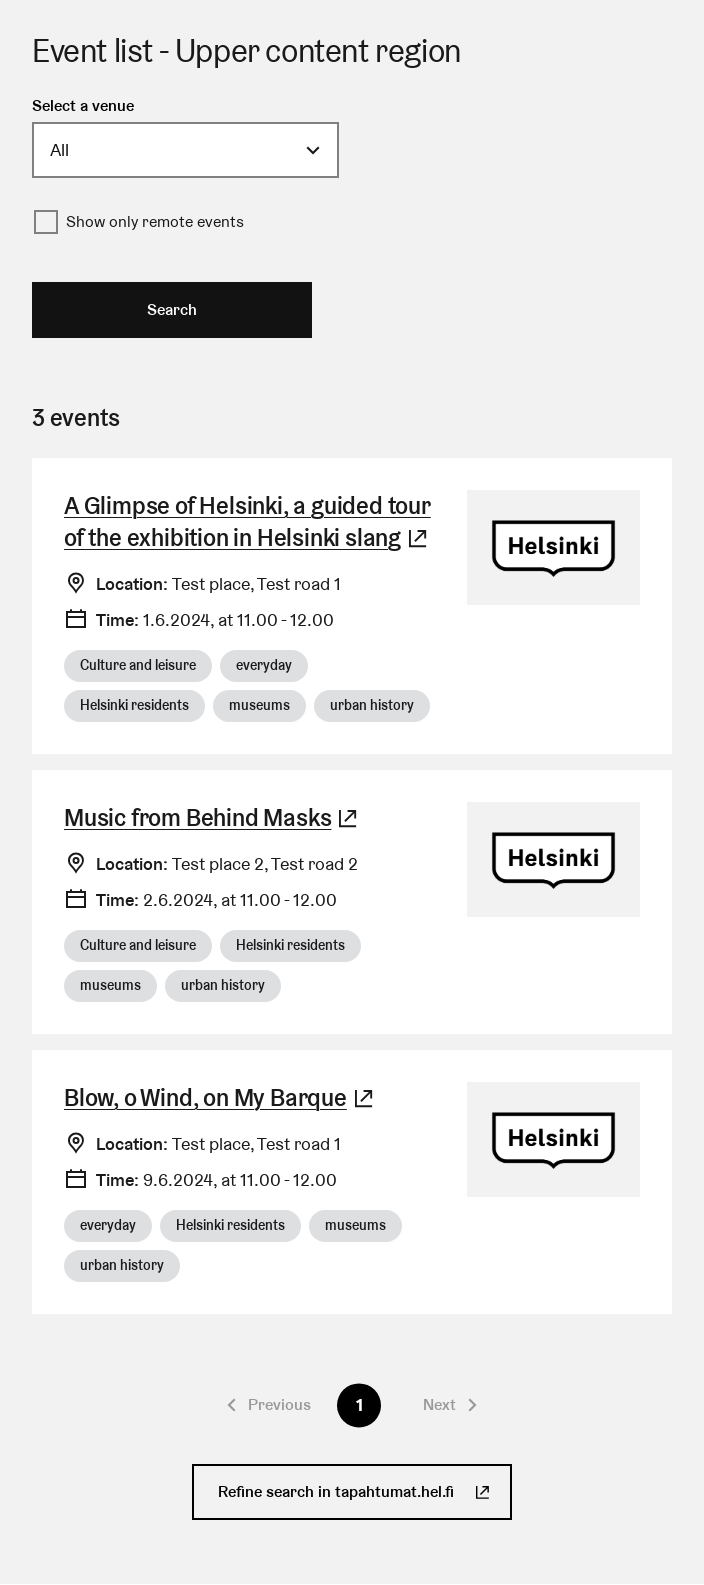 Event list - Upper content region
Select a venue
All
Show only remote events
Search
3 events
A Glimpse of Helsinki, a guided tour
of the exhibition in Helsinki slang
Helsinki
Location: Test place, Test road 1
Time: 1.6.2024, at 11.00 - 12.00
Culture and leisure everyday
Helsinki residents museums urban history
Music from Behind Masks
Helsinki
Location: Test place 2, Test road 2
Time: 2.6.2024, at 11.00 - 12.00
Culture and leisure Helsinki residents
museums urban history
Blow, o Wind, on My Barque
Helsinki
Location: Test place, Test road 1
Time: 9.6.2024, at 11.00 - 12.00
everyday Helsinki residents museums
urban history
Previous 1 Next
Refine search in tapahtumat.hel.fi